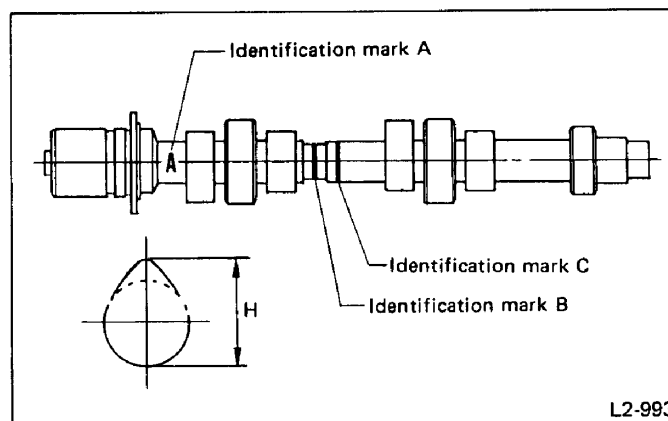 Identification mark A
A
Identification mark C
Identification mark B
H
L2-993